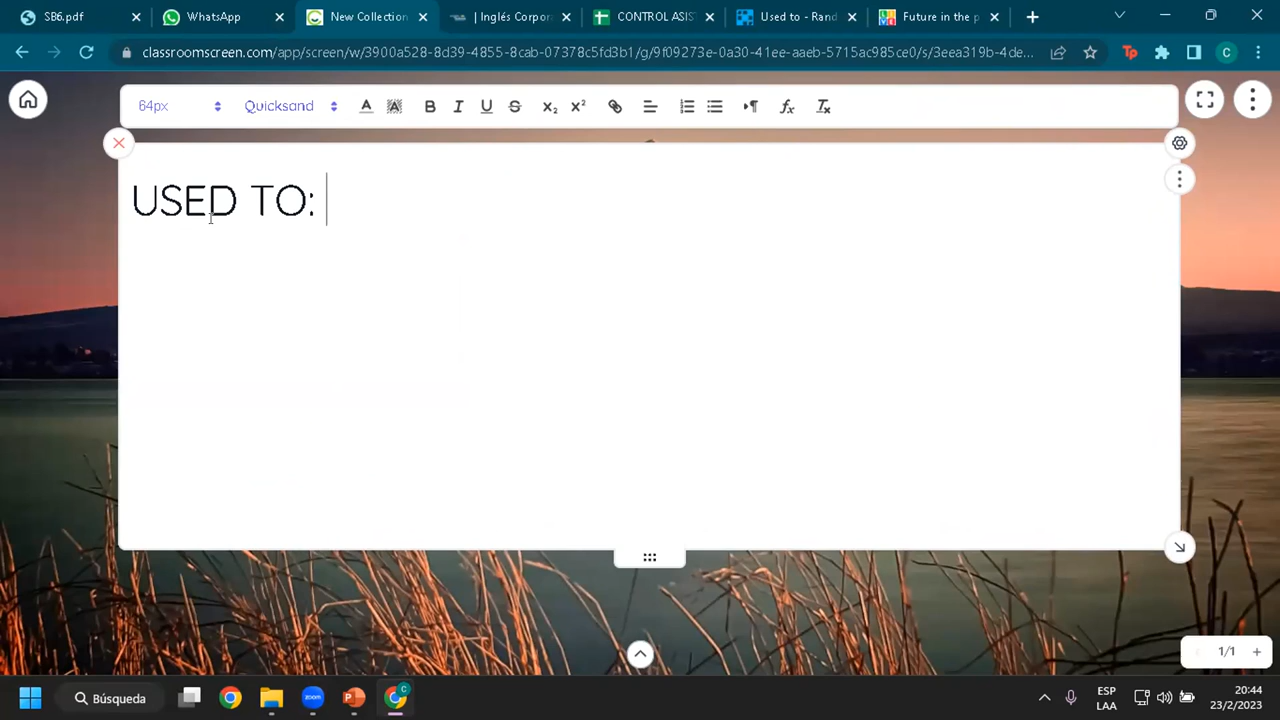 SB6.pdf
WhatsApp
New Collection
| Inglés Corpor
CONTROL ASIS
Used to - Rand
Future in the p
classroomscreen.com/app/screen/w/3900a528-8d39-4855-8cab-07378c5fd3b1/g/9f09273e-0a30-41ee-aaeb-5715ac985ce0/s/3eea319b-4de...
Tp
C
64px
Quicksand
A
B
I
U
S
USED TO:
1/1
Búsqueda
zoom
ESP
LAA
20:44
23/2/2023